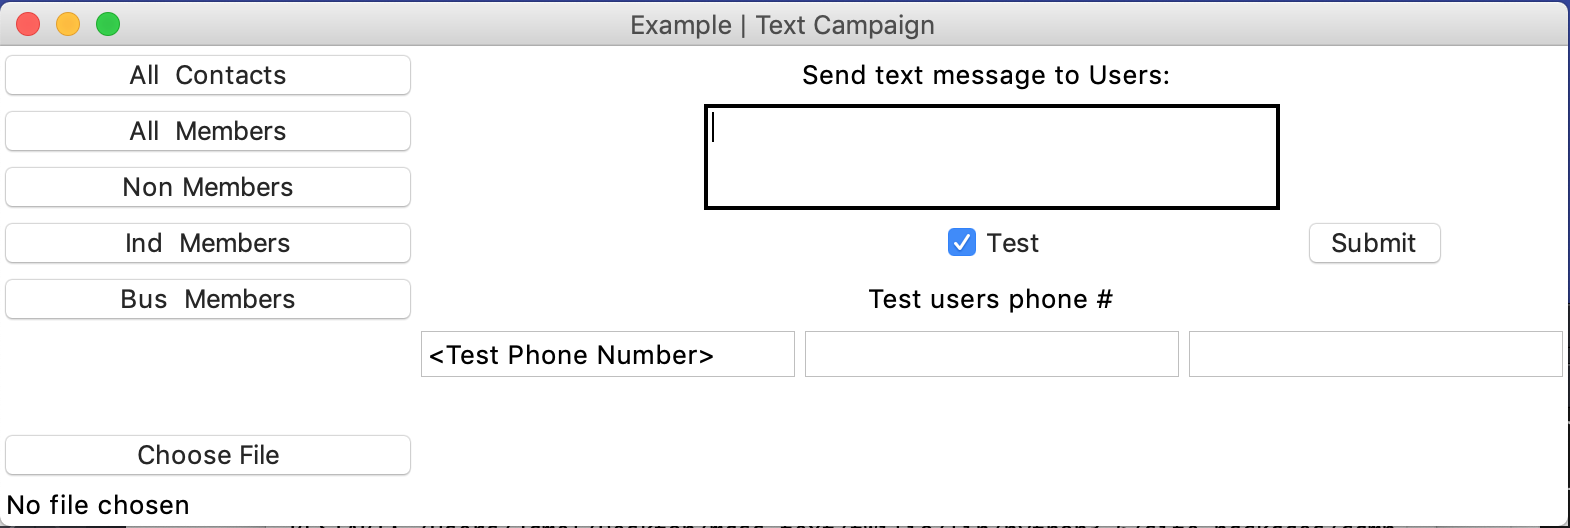 Example | Text Campaign
All Contacts
Send text message to Users:
All Members
Non Members
Ind Members
Test
Submit
Bus Members
Test users phone #
<Test Phone Number>
Choose File
No file chosen